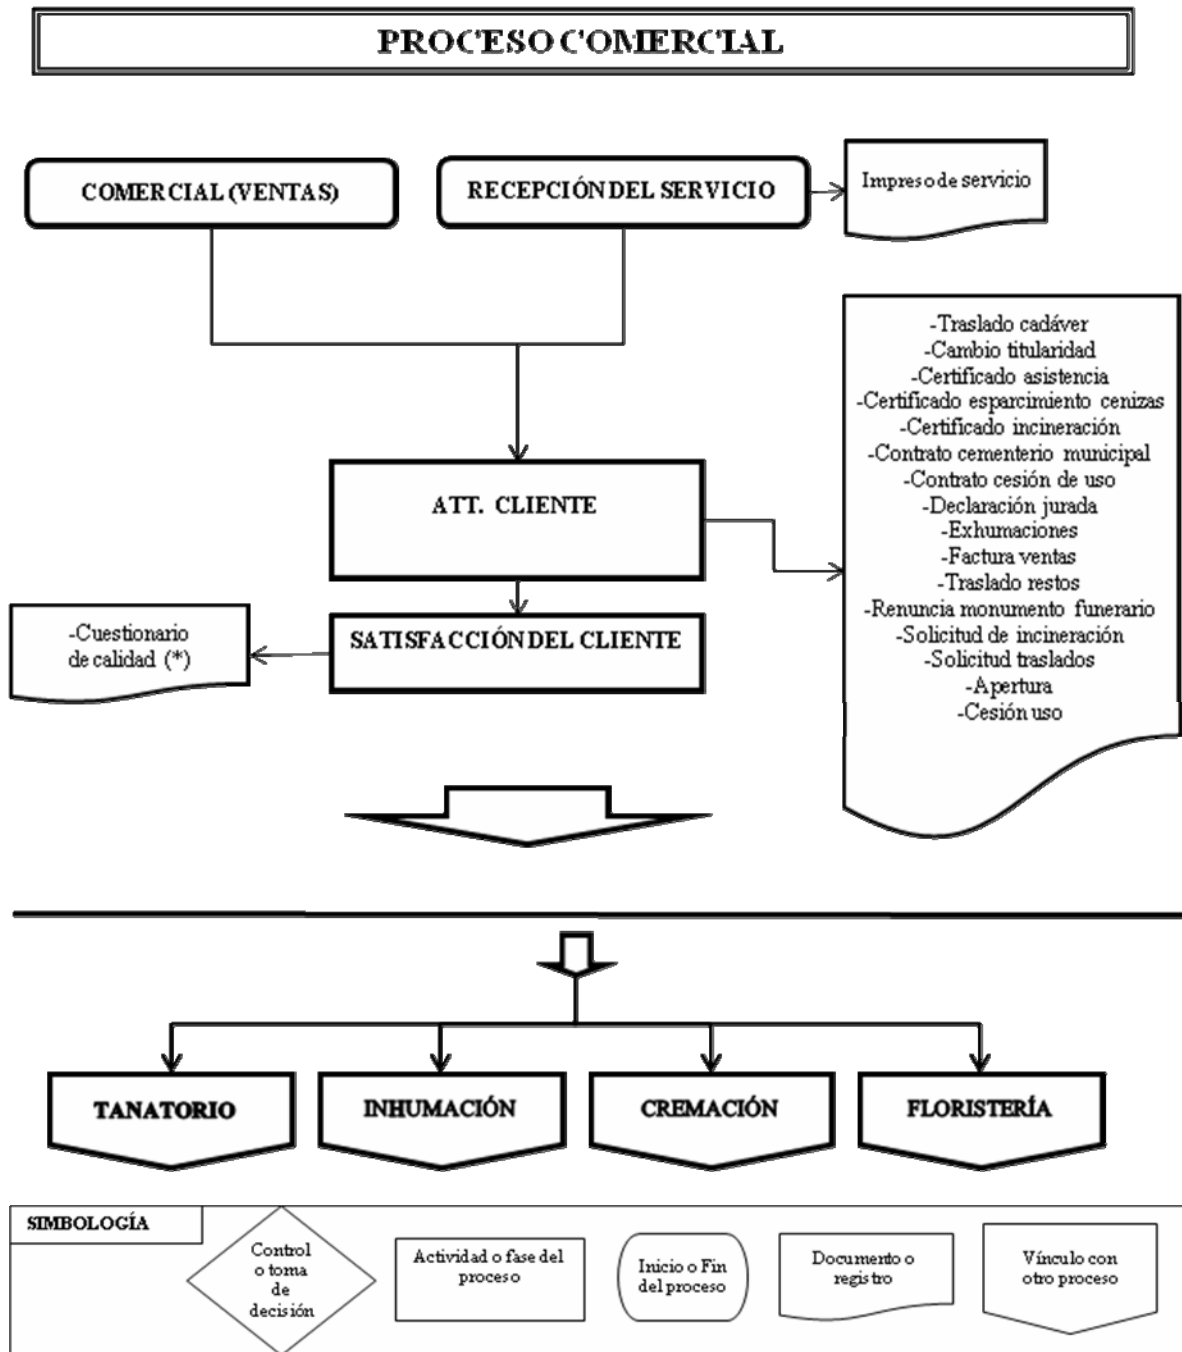 PROCESO COMERCIAL
COMERCIAL (VENTAS)
RECEPCIÓN DEL SERVICIO
Impreso de servicio
-Traslado cadáver
-Cambio titularidad
-Certificado asistencia
-Certificado esparcimiento cenizas
-Certificado incineración
-Contrato cementerio municipal
-Contrato cesión de uso
-Declaración jurada
-Exhumaciones
-Factura ventas
-Traslado restos
-Renuncia monumento funerario
-Solicitud de incineración
-Solicitud traslados
-Apertura
-Cesión uso
ATT. CLIENTE
SATISFACCIÓN DEL CLIENTE
-Cuestionario
de calidad (*)
TANATORIO
INHUMACIÓN
CREMACIÓN
FLORISTERÍA
SIMBOLOGÍA
Control
o toma
de
decisión
Actividad o fase del
proceso
Inicio o Fin
del proceso
Documento o
registro
Vínculo con
otro proceso